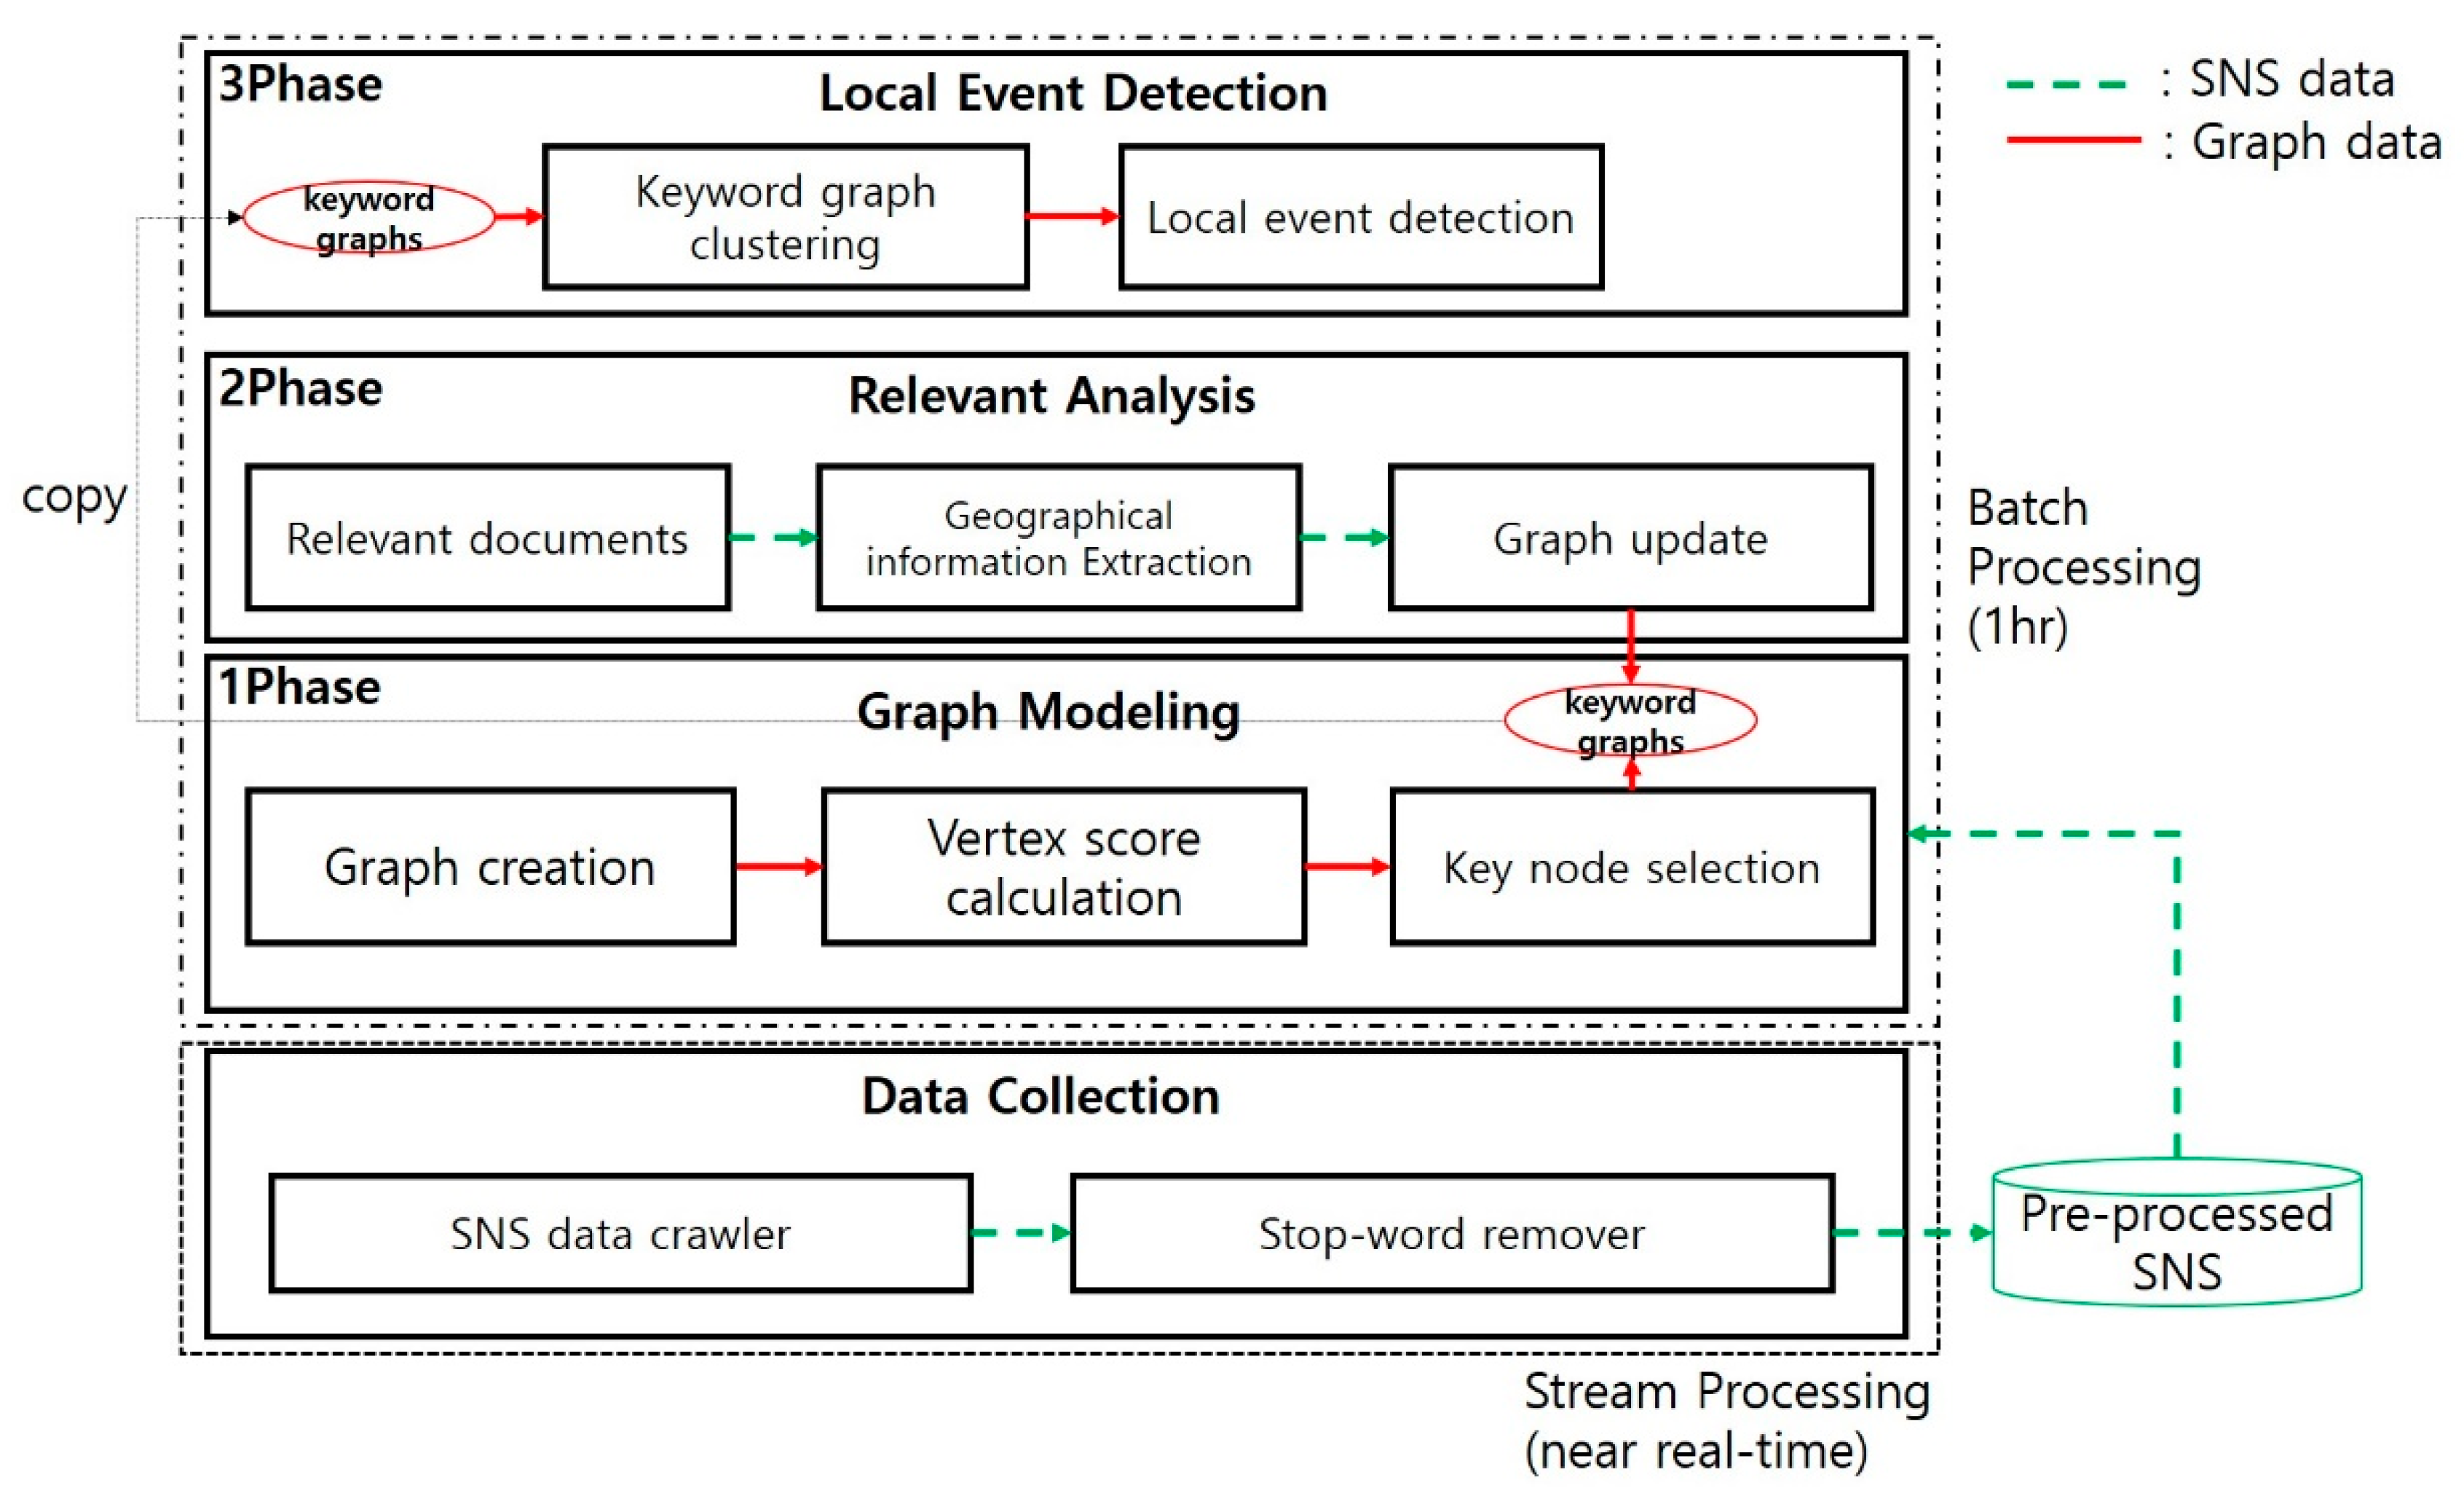 3Phase
Local Event Detection
: SNS data
: Graph data
keyword
graphs
Keyword graph
clustering
Local event detection
2Phase
Relevant Analysis
copy
Relevant documents
Geographical
information Extraction
Graph update
Batch
Processing
(1hr)
1Phase
Graph Modeling
keyword
graphs
Graph creation
Vertex score
calculation
Key node selection
Data Collection
SNS data crawler
Stop-word remover
Pre-processed
SNS
Stream Processing
(near real-time)